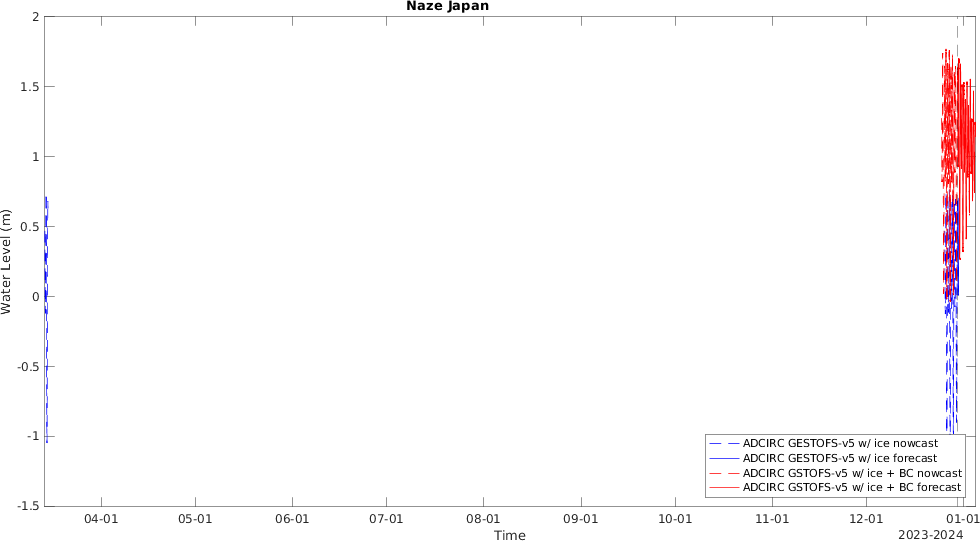 Naze Japan
2
1.5
1
0.5
0
-0.5
-1
-1.5
Water Level (m)
ADCIRC GESTOFS-v5 w/ ice nowcast
ADCIRC GESTOFS-v5 w/ ice forecast
ADCIRC GSTOFS-v5 w/ ice + BC nowcast
ADCIRC GSTOFS-v5 w/ ice + BC forecast
04-01 05-01 06-01 07-01 08-01 09-01 10-01 11-01 12-01 01-01
Time
2023-2024